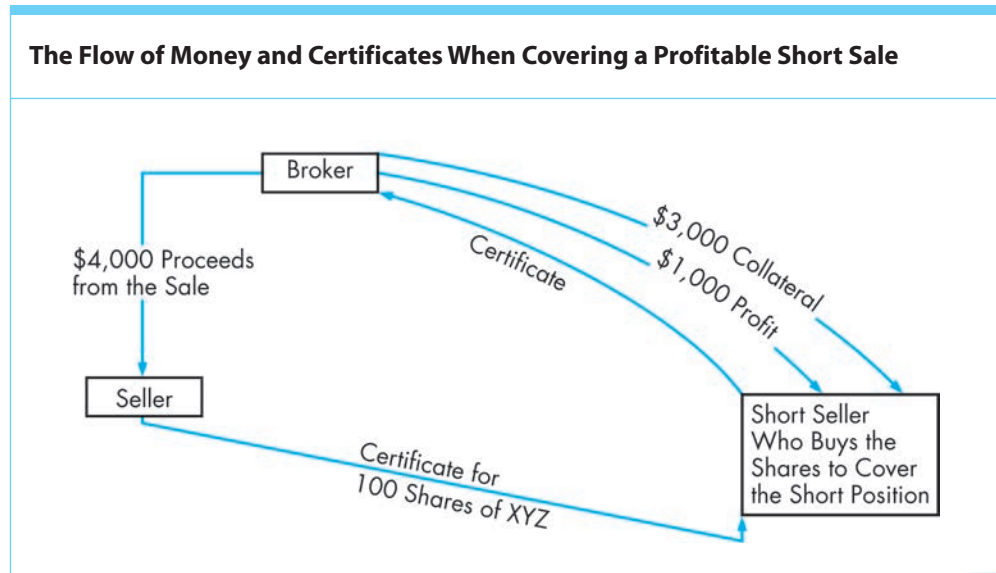 The Flow of Money and Certificates When Covering a Profitable Short Sale
Broker
$3,000 Collateral
$1,000 Profit
Certificate
$4,000 Proceeds
from the Sale
Seller
Short Seller
Who Buys the
Shares to Cover
the Short Position
Certificate for
100 Shares of XYZ